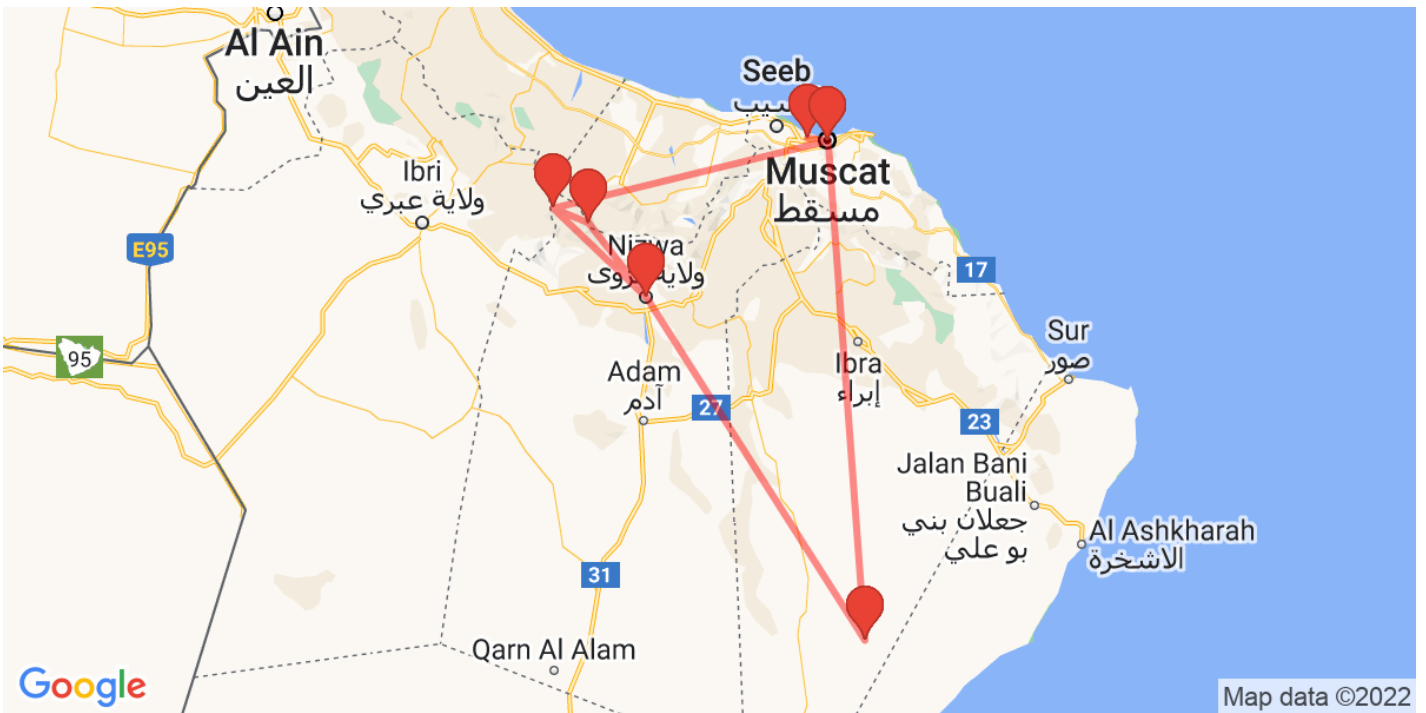 Al Ain
العين
Seeb
Muscat
مسقط
Ibri
ولاية عبري
Nizwa
E95
17
95
Sur
صور
Adam
آدم
Ibra
إبراء
27
23
Jalan Bani
Buali
جعلان بني
بو علي
Al Ashkharah
الاشخرة
31
Qarn Al Alam
Google
Map data ©2022